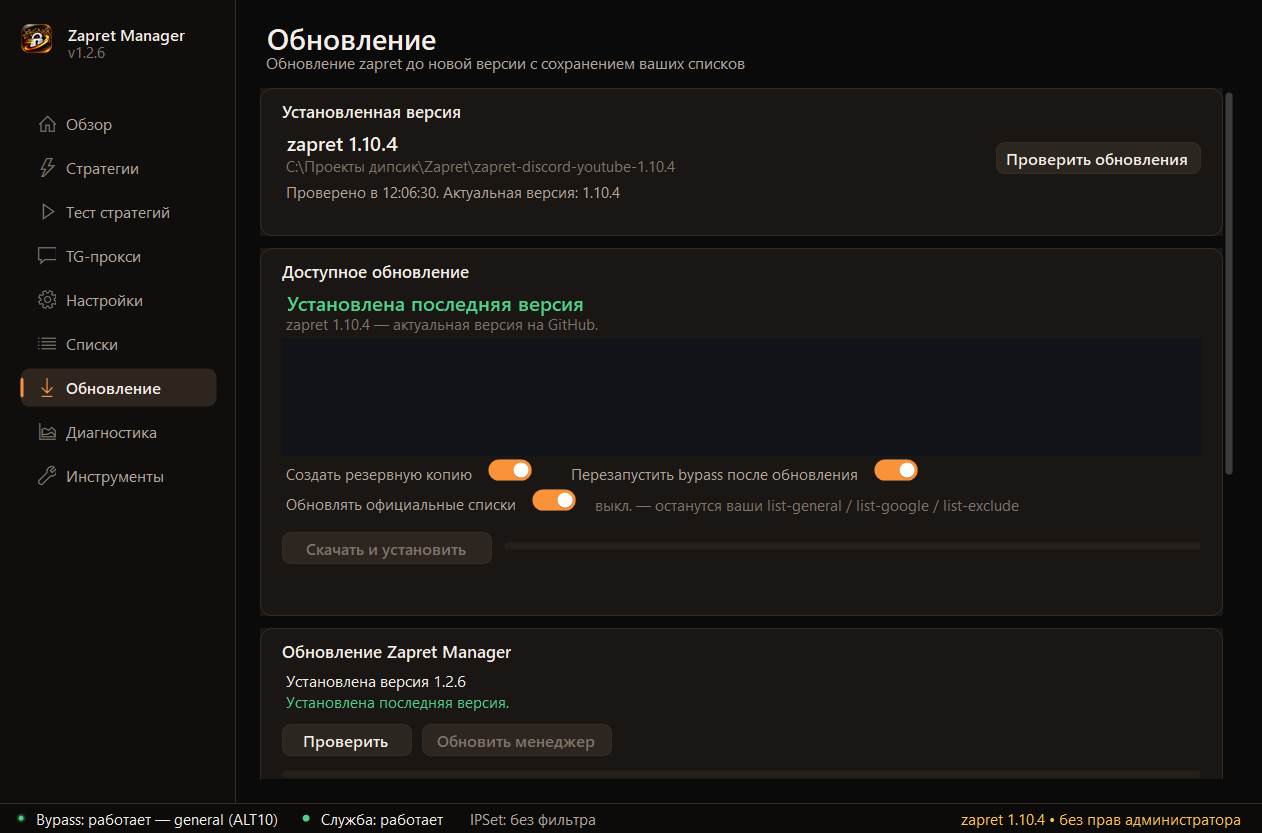 Zapret Manager
v1.2.6
Обзор
Стратегии
Тест стратегий
TG-прокси
Настройки
Списки
Обновление
Диагностика
Инструменты
Обновление
Обновление zapret до новой версии с сохранением ваших списков
Установленная версия
zapret 1.10.4
C:\Проекты дипсик\Zapret\zapret-discord-youtube-1.10.4
Проверено в 12:06:30. Актуальная версия: 1.10.4
Проверить обновления
Доступное обновление
Установлена последняя версия
zapret 1.10.4 — актуальная версия на GitHub.
Создать резервную копию
Перезапустить bypass после обновления
Обновлять официальные списки
выкл. — останутся ваши list-general / list-google / list-exclude
Скачать и установить
Обновление Zapret Manager
Установлена версия 1.2.6
Установлена последняя версия.
Проверить
Обновить менеджер
Bypass: работает — general (ALT10)
Служба: работает
IPSet: без фильтра
zapret 1.10.4 • без прав администратора